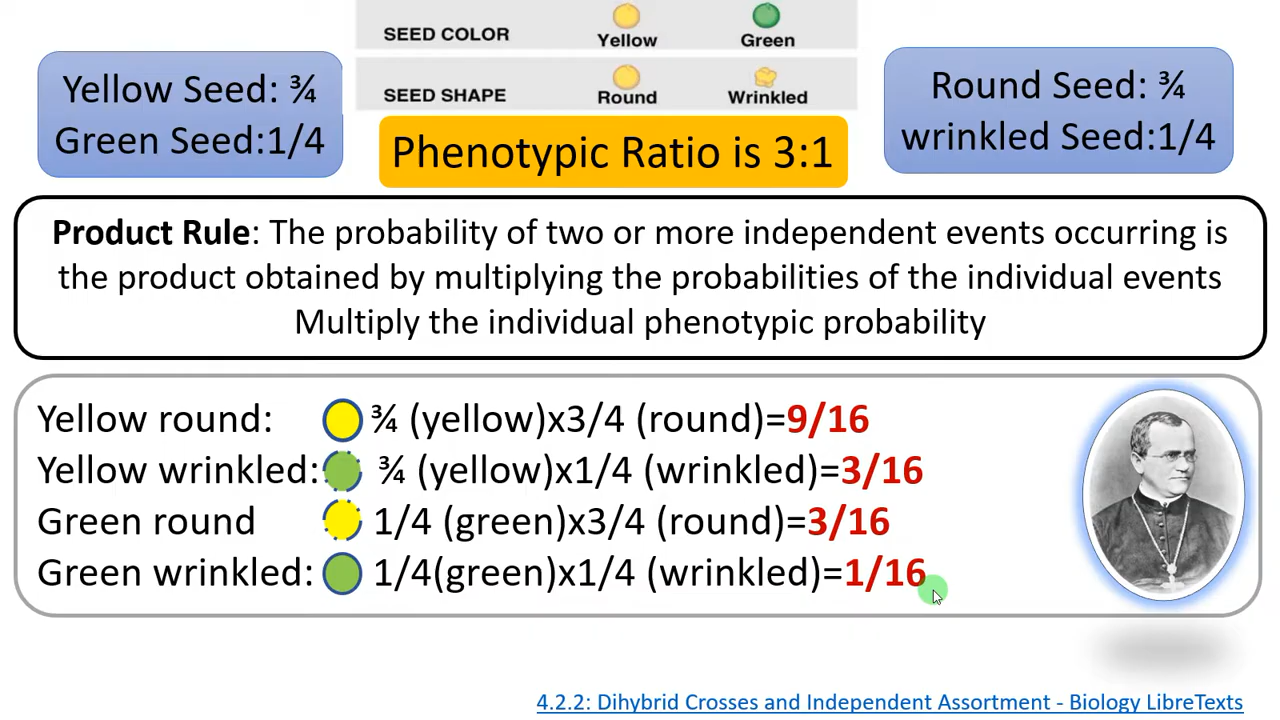 SEED COLOR
Yellow
Green
SEED SHAPE
Round
Wrinkled
Yellow Seed: ¾
Green Seed:1/4
Phenotypic Ratio is 3:1
Round Seed: ¾
wrinkled Seed:1/4
Product Rule: The probability of two or more independent events occurring is
the product obtained by multiplying the probabilities of the individual events
Multiply the individual phenotypic probability
Yellow round: ¾ (yellow)x3/4 (round)=9/16
Yellow wrinkled: ¾ (yellow)x1/4 (wrinkled)=3/16
Green round 1/4 (green)x3/4 (round)=3/16
Green wrinkled: 1/4(green)x1/4 (wrinkled)=1/16
4.2.2: Dihybrid Crosses and Independent Assortment - Biology LibreTexts